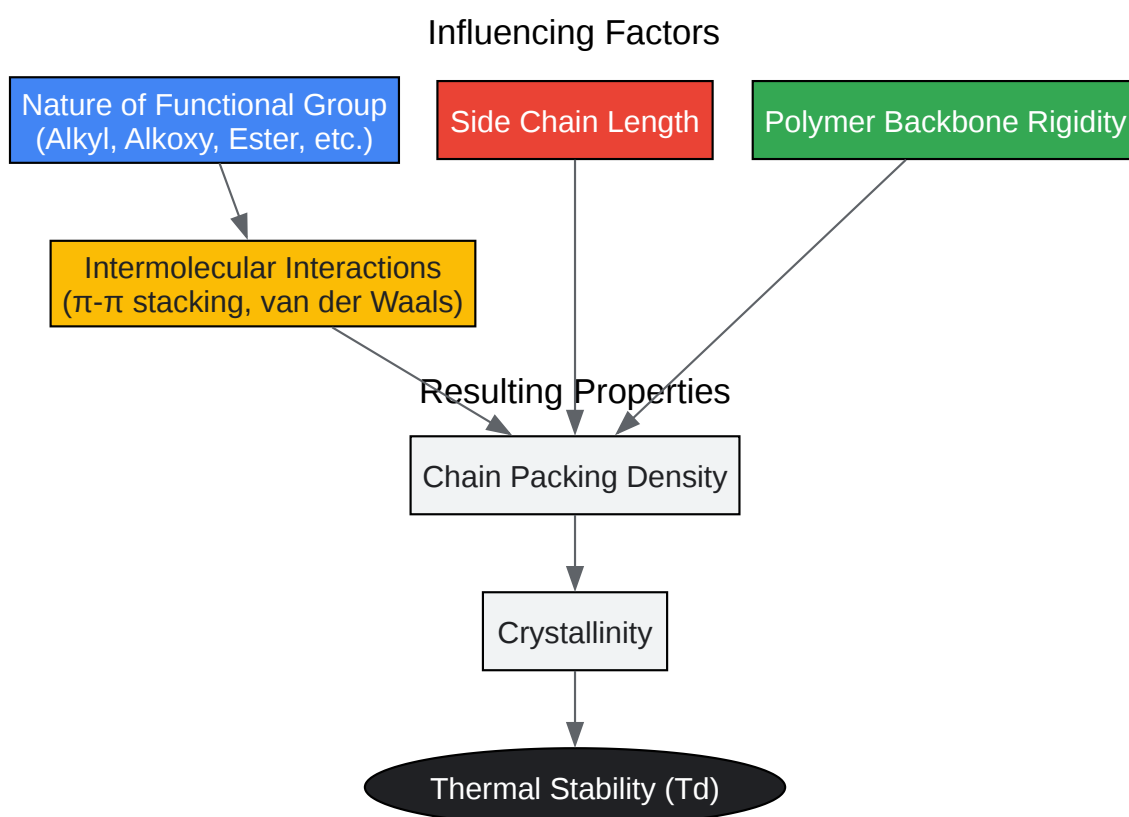 Influencing Factors
Nature of Functional Group
(Alkyl, Alkoxy, Ester, etc.)
Side Chain Length
Polymer Backbone Rigidity
Intermolecular Interactions
(π-π stacking, van der Waals)
Resulting Properties
Chain Packing Density
Crystallinity
Thermal Stability (Td)